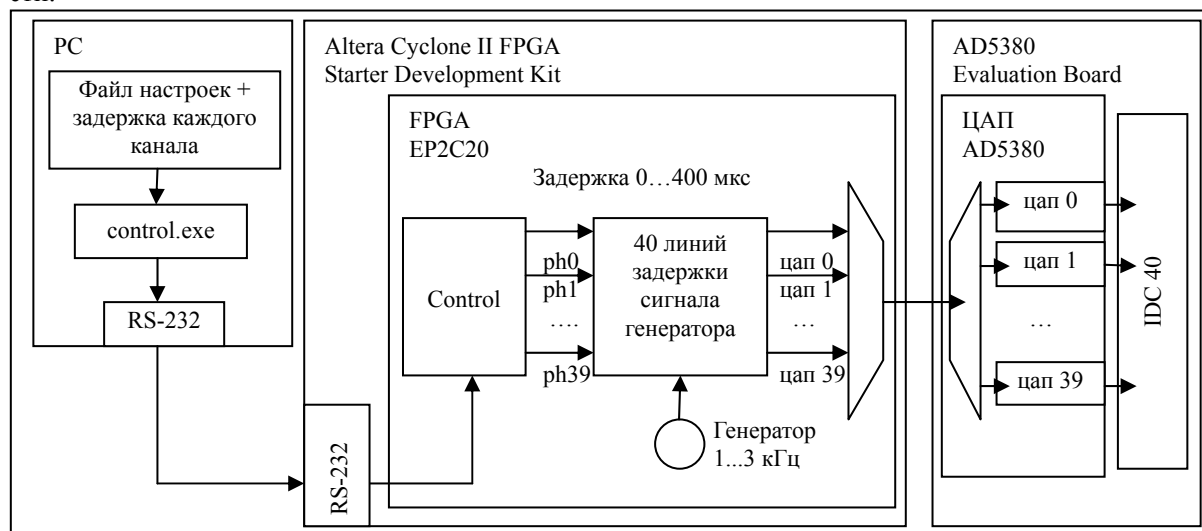 PC
Файл настроек +
задержка каждого
канала
control.exe
RS-232
Altera Cyclone II FPGA
Starter Development Kit
FPGA
EP2C20
Задержка 0…400 мкс
Control
ph0
ph1
….
ph39
40 линий
задержки
сигнала
генератора
цап 0
цап 1
…
цап 39
Генератор
1...3 кГц
RS-232
AD5380
Evaluation Board
ЦАП
AD5380
цап 0
цап 1
…
цап 39
IDC 40